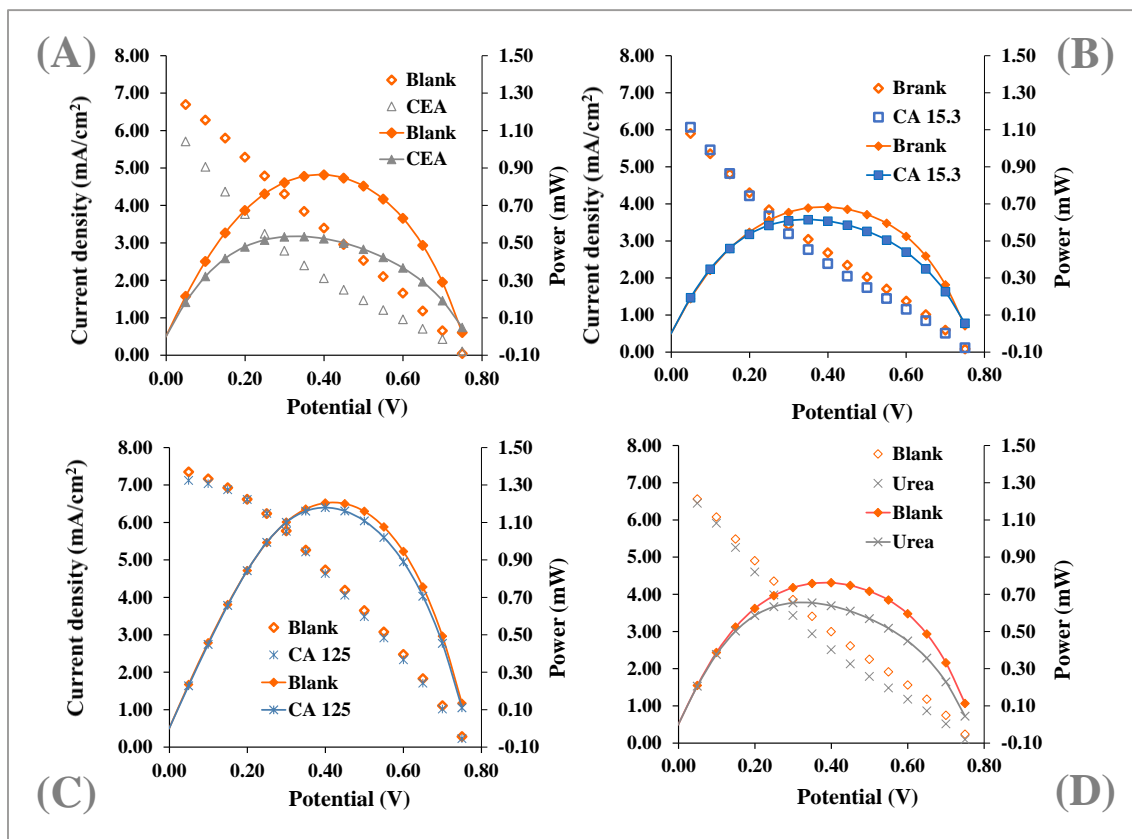 (A)
8.00
7.00
6.00
5.00
4.00
3.00
2.00
1.00
0.00
Current density (mA/cm²)
1.50
1.30
1.10
0.90
0.70
0.50
0.30
0.10
-0.10
Power (mW)
Blank
CEA
Blank
CEA
0.00 0.20 0.40 0.60 0.80
Potential (V)
(B)
8.00
7.00
6.00
5.00
4.00
3.00
2.00
1.00
0.00
Current density (mA/cm²)
1.50
1.30
1.10
0.90
0.70
0.50
0.30
0.10
-0.10
Power (mW)
Brank
CA 15.3
Brank
CA 15.3
0.00 0.20 0.40 0.60 0.80
Potential (V)
(C)
8.00
7.00
6.00
5.00
4.00
3.00
2.00
1.00
0.00
Current density (mA/cm²)
1.50
1.30
1.10
0.90
0.70
0.50
0.30
0.10
-0.10
Power (mW)
Blank
CA 125
Blank
CA 125
0.00 0.20 0.40 0.60 0.80
Potential (V)
(D)
8.00
7.00
6.00
5.00
4.00
3.00
2.00
1.00
0.00
Current density (mA/cm²)
1.50
1.30
1.10
0.90
0.70
0.50
0.30
0.10
-0.10
Power (mW)
Blank
Urea
Blank
Urea
0.00 0.20 0.40 0.60 0.80
Potential (V)